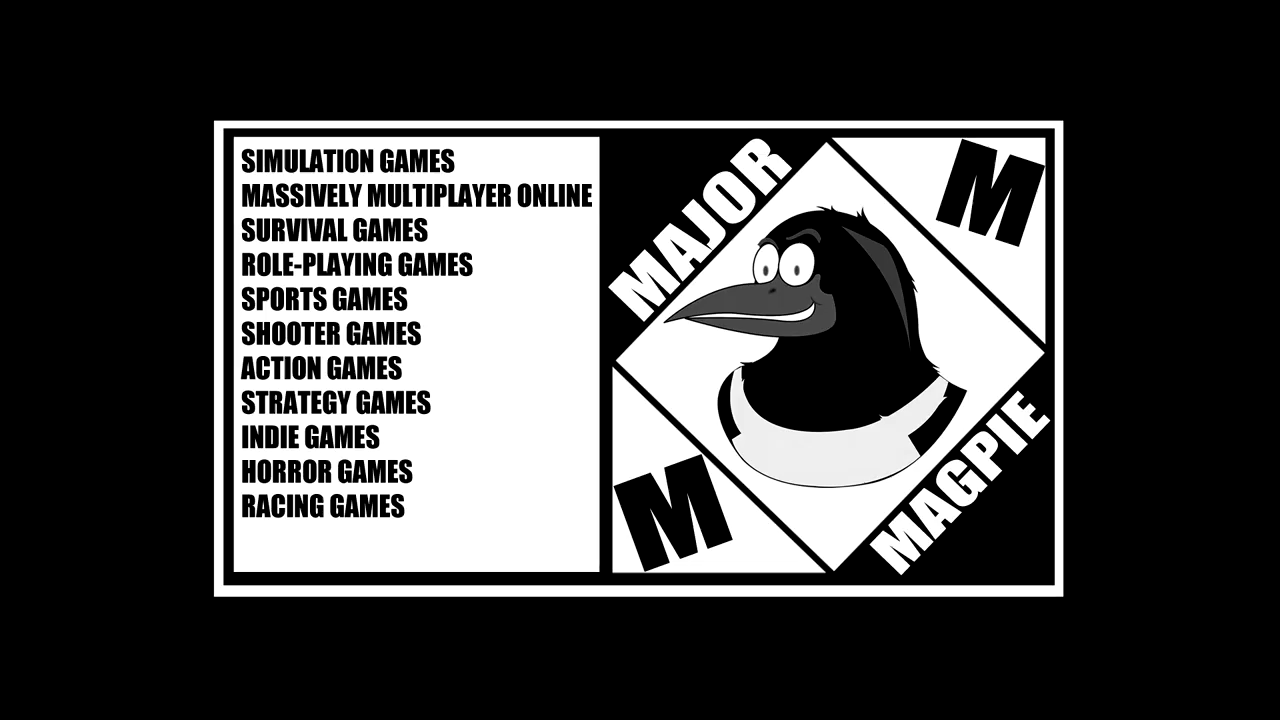 SIMULATION GAMES
MASSIVELY MULTIPLAYER ONLINE
SURVIVAL GAMES
ROLE-PLAYING GAMES
SPORTS GAMES
SHOOTER GAMES
ACTION GAMES
STRATEGY GAMES
INDIE GAMES
HORROR GAMES
RACING GAMES
MAJOR
M
M
MAGPIE